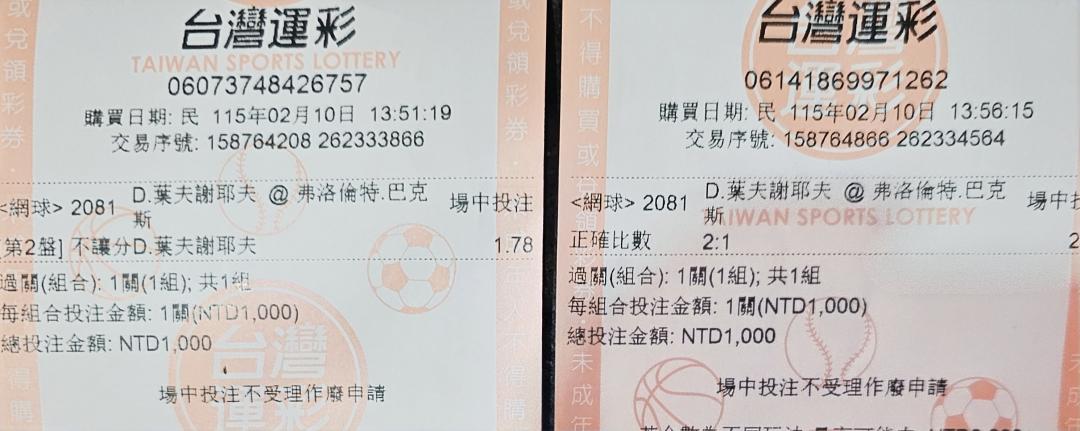 台灣運彩
TAIWAN SPORTS LOTTERY
06073748426757
購買日期: 民 115年02月10日 13:51:19
交易序號: 158764208 262333866
<網球> 2081 D.葉夫謝耶夫 @ 弗洛倫特.巴克斯 場中投注
[第2盤] 不讓分D.葉夫謝耶夫 1.78
過關(組合): 1關(1組); 共1組
每組合投注金額: 1關(NTD1,000)
總投注金額: NTD1,000
場中投注不受理作廢申請
台灣運彩
061418699 71262
購買日期: 民 115年02月10日 13:56:15
交易序號: 158764866 262334564
<網球> 2081 D.葉夫謝耶夫 @ 弗洛倫特.巴克斯 場中投
TAIWAN SPORTS LOTTERY
正確比數 2:1 2
過關(組合): 1關(1組); 共1組
每組合投注金額: 1關(NTD1,000)
總投注金額: NTD1,000
場中投注不受理作廢申請